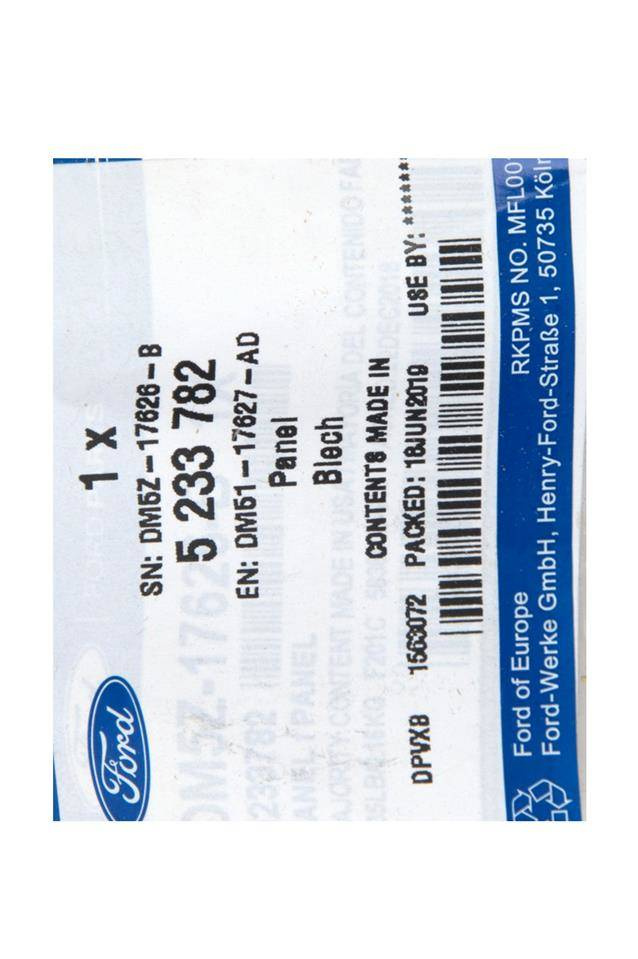 Ford
1 x
SN: DM5Z-17626-B
5 233 782
EN: DM51-17627-AD
Panel
Blech
CONTENTS MADE IN
DPVXB 1563072 PACKED: 18JUN2019 USE BY: *******
RKPMS NO. MFL00
Ford of Europe
Ford-Werke GmbH, Henry-Ford-Straße 1, 50735 Köln